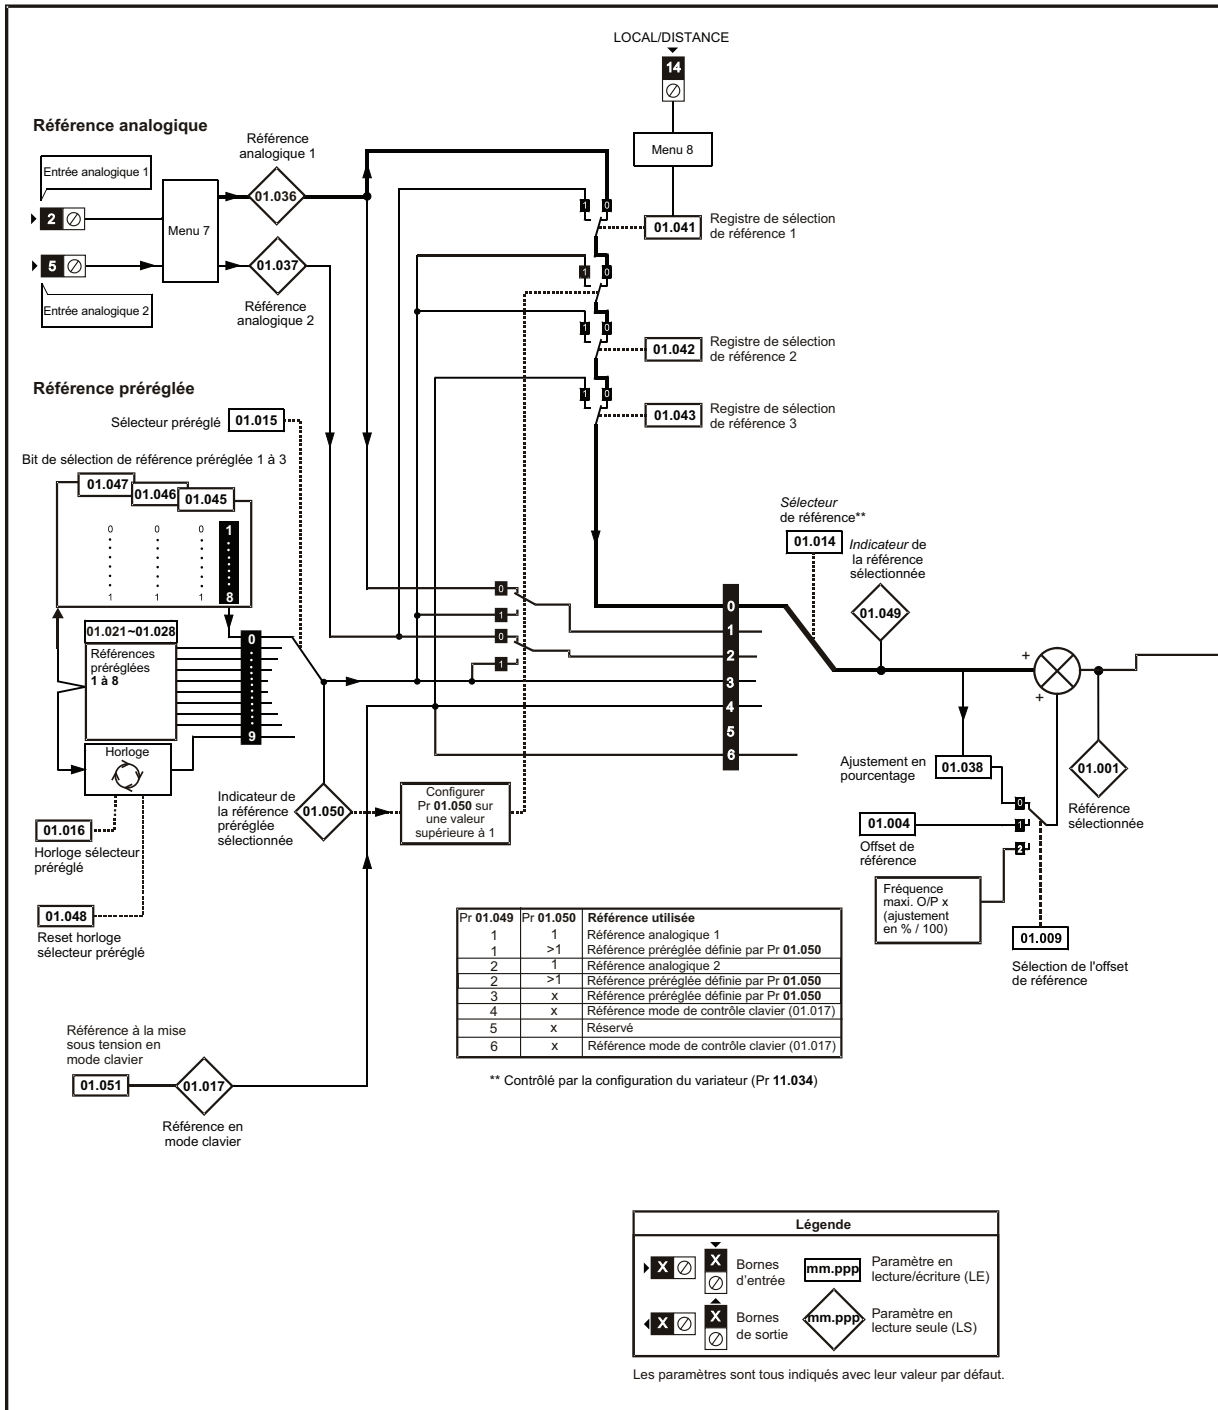 LOCAL/DISTANCE
14
Menu 8
Référence analogique
Entrée analogique 1
2
5
Entrée analogique 2
Menu 7
Référence
analogique 1
01.036
01.037
Référence
analogique 2
1 0
01.041
Registre de sélection
de référence 1
1 0
1 0
01.042
Registre de sélection
de référence 2
1 0
01.043
Registre de sélection
de référence 3
Référence préréglée
Sélecteur préréglé
01.015
Bit de sélection de référence préréglée 1 à 3
01.047
01.046
01.045
0 0 0 1
1 1 1 8
01.021~01.028
Références
préréglées
1 à 8
0
9
Horloge
01.016
Horloge sélecteur
préréglé
01.048
Reset horloge
sélecteur préréglé
Indicateur de
la référence
préréglée
sélectionnée
01.050
Configurer
Pr 01.050 sur
une valeur
supérieure à 1
0
1
0
1
0
1
2
3
4
5
6
Sélecteur
de référence**
01.014
Indicateur de
la référence
sélectionnée
01.049
+
+
Ajustement en
pourcentage
01.038
01.001
Référence
sélectionnée
01.004
Offset de
référence
0
1
2
Fréquence
maxi. O/P x
(ajustement
en % / 100)
01.009
Sélection de l'offset
de référence
Pr 01.049 Pr 01.050 Référence utilisée
1 1 Référence analogique 1
1 >1 Référence préréglée définie par Pr 01.050
2 1 Référence analogique 2
2 >1 Référence préréglée définie par Pr 01.050
3 x Référence préréglée définie par Pr 01.050
4 x Référence mode de contrôle clavier (01.017)
5 x Réservé
6 x Référence mode de contrôle clavier (01.017)
** Contrôlé par la configuration du variateur (Pr 11.034)
Référence à la mise
sous tension en
mode clavier
01.051
01.017
Référence en
mode clavier
Légende
X
X
Bornes
d'entrée
mm.ppp
Paramètre en
lecture/écriture (LE)
X
X
Bornes
de sortie
mm.ppp
Paramètre en
lecture seule (LS)
Les paramètres sont tous indiqués avec leur valeur par défaut.